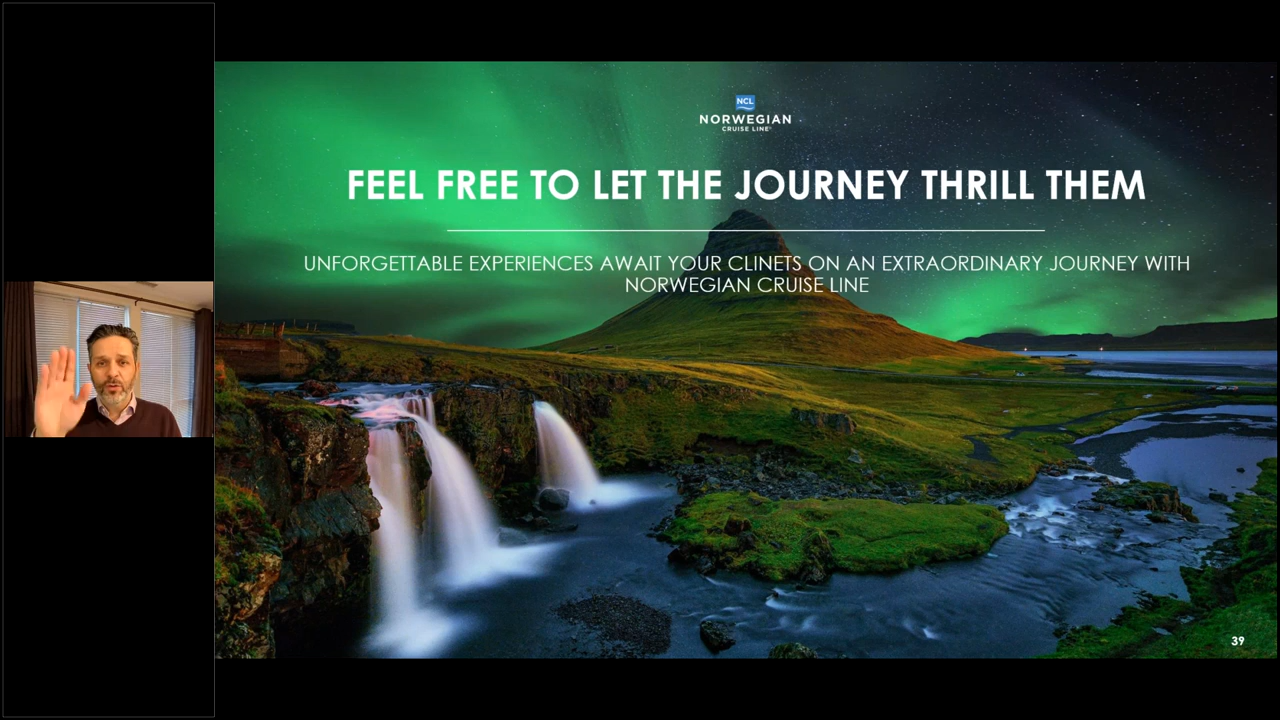 NCL
NORWEGIAN
CRUISE LINE®
FEEL FREE TO LET THE JOURNEY THRILL THEM
UNFORGETTABLE EXPERIENCES AWAIT YOUR CLINETS ON AN EXTRAORDINARY JOURNEY WITH
NORWEGIAN CRUISE LINE
39